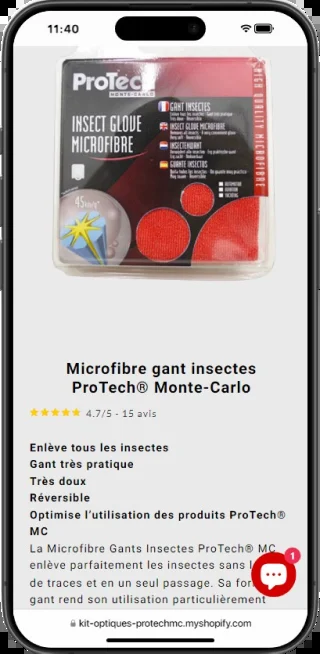 11:40
ProTech
MONTE-CARLO
INSECT GLOVE
MICROFIBRE
GANT INSECTES
INSECT GLOVE MICROFIBRE
INSECTENHANDT
GUANTE INSECTOS
HIGH QUALITY MICROFIBRE
Microfibre gant insectes
ProTech® Monte-Carlo
4.7/5 - 15 avis
Enlève tous les insectes
Gant très pratique
Très doux
Réversible
Optimise l'utilisation des produits ProTech®
MC
La Microfibre Gants Insectes ProTech® MC
enlève parfaitement les insectes sans
de traces et en un seul passage. Sa
gant rend son utilisation particulièrement
1
kit-optiques-protechmc.myshopify.com